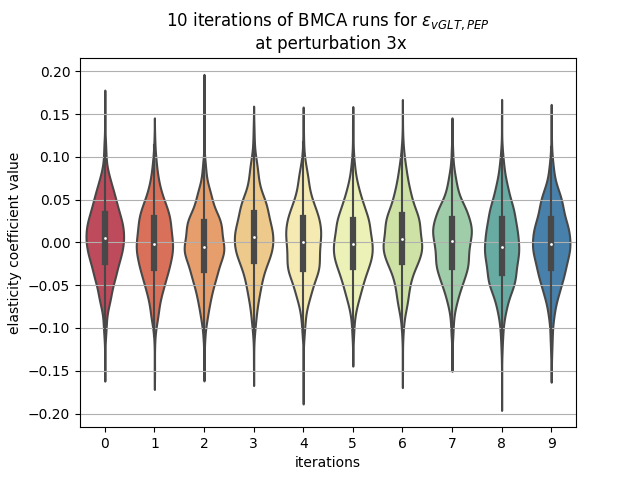 10 iterations of BMCA runs for ε_{vGLT, PEP}
at perturbation 3x
elasticity coefficient value
0.20
0.15
0.10
0.05
0.00
−0.05
−0.10
−0.15
−0.20
0 1 2 3 4 5 6 7 8 9
iterations